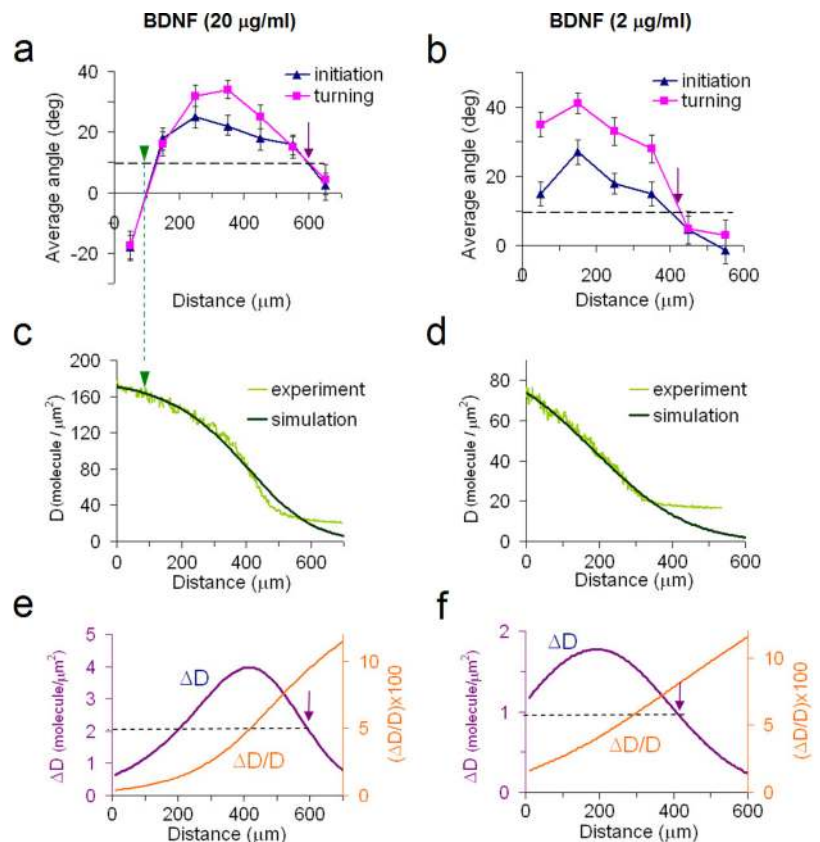 BDNF (20 μg/ml)
BDNF (2 μg/ml)
a
Average angle (deg)
40
20
0
-20
0 200 400 600
initiation
turning
Distance (μm)
b
Average angle (deg)
40
20
0
0 200 400 600
initiation
turning
Distance (μm)
c
D (molecule / μm²)
200
160
120
80
40
0
0 200 400 600
experiment
simulation
Distance (μm)
d
D (molecule / μm²)
80
60
40
20
0
0 200 400 600
experiment
simulation
Distance (μm)
e
ΔD (molecule/μm²)
5
4
3
2
1
0
0 200 400 600
ΔD
ΔD/D
10
5
0
(ΔD/D)x100
Distance (μm)
f
ΔD (molecule/μm²)
2
1
0
0 200 400 600
ΔD
ΔD/D
10
5
0
(ΔD/D)x100
Distance (μm)